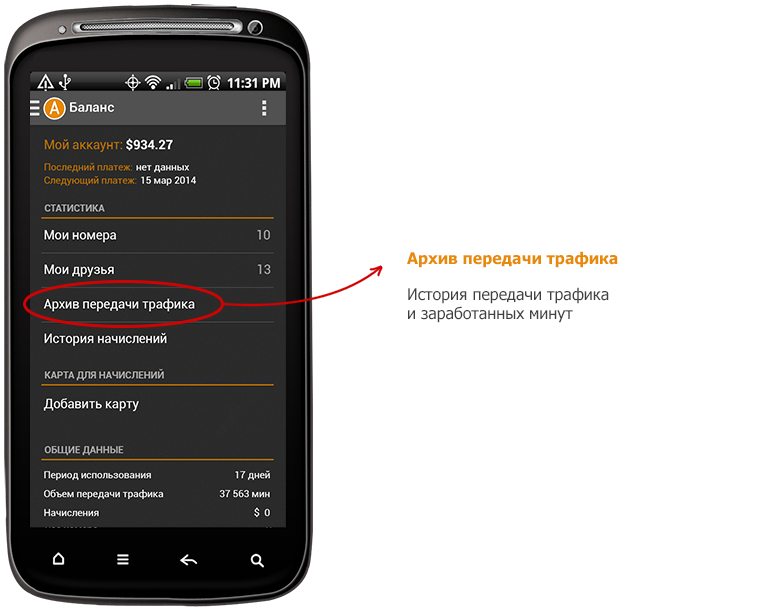 11:31 PM
A Баланс
Мой аккаунт: $934.27
Последний платеж: нет данных
Следующий платеж: 15 мар 2014
СТАТИСТИКА
Мои номера 10
Мои друзья 13
Архив передачи трафика
История начислений
КАРТА ДЛЯ НАЧИСЛЕНИЙ
Добавить карту
ОБЩИЕ ДАННЫЕ
Период использования 17 дней
Объем передачи трафика 37 563 мин
Начисления $ 0
Архив передачи трафика
История передачи трафика
и заработанных минут